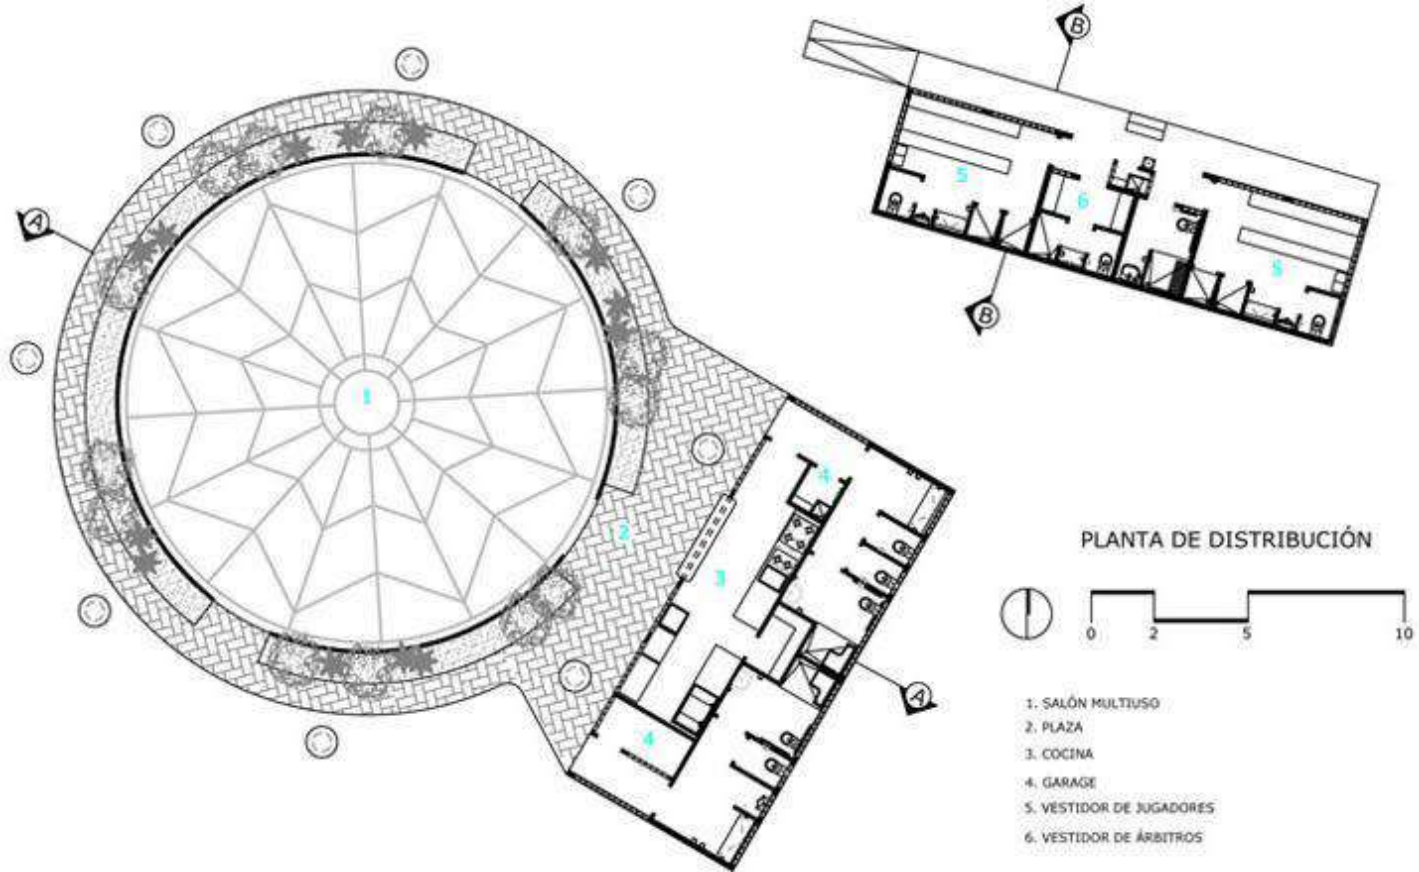 B
5
6
5
B
A
1
2
3
4
4
A
PLANTA DE DISTRIBUCIÓN
0 2 5 10
1. SALÓN MULTIUSO
2. PLAZA
3. COCINA
4. GARAGE
5. VESTIDOR DE JUGADORES
6. VESTIDOR DE ÁRBITROS